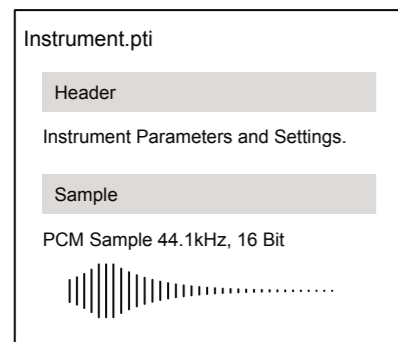 Instrument.pti
Header
Instrument Parameters and Settings.
Sample
PCM Sample 44.1kHz, 16 Bit